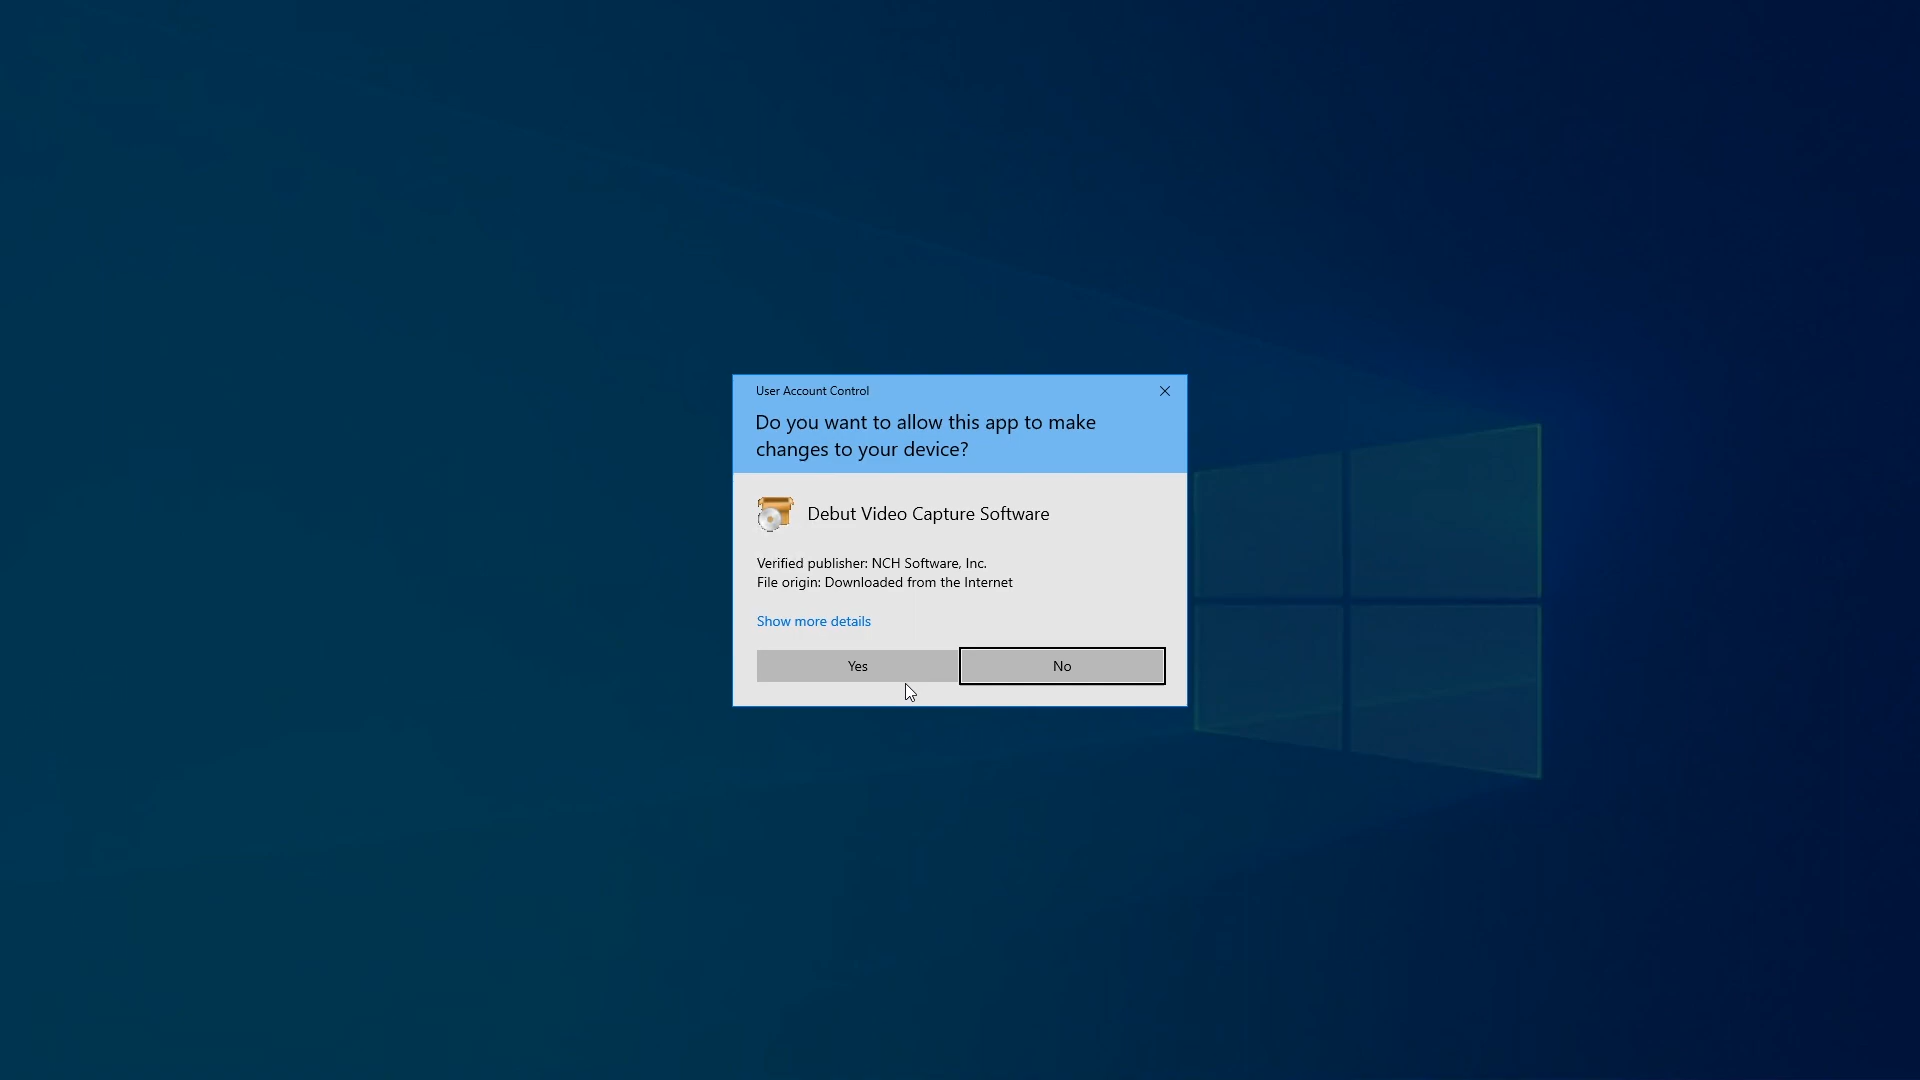 User Account Control
Do you want to allow this app to make
changes to your device?
Debut Video Capture Software
Verified publisher: NCH Software, Inc.
File origin: Downloaded from the Internet
Show more details
Yes
No